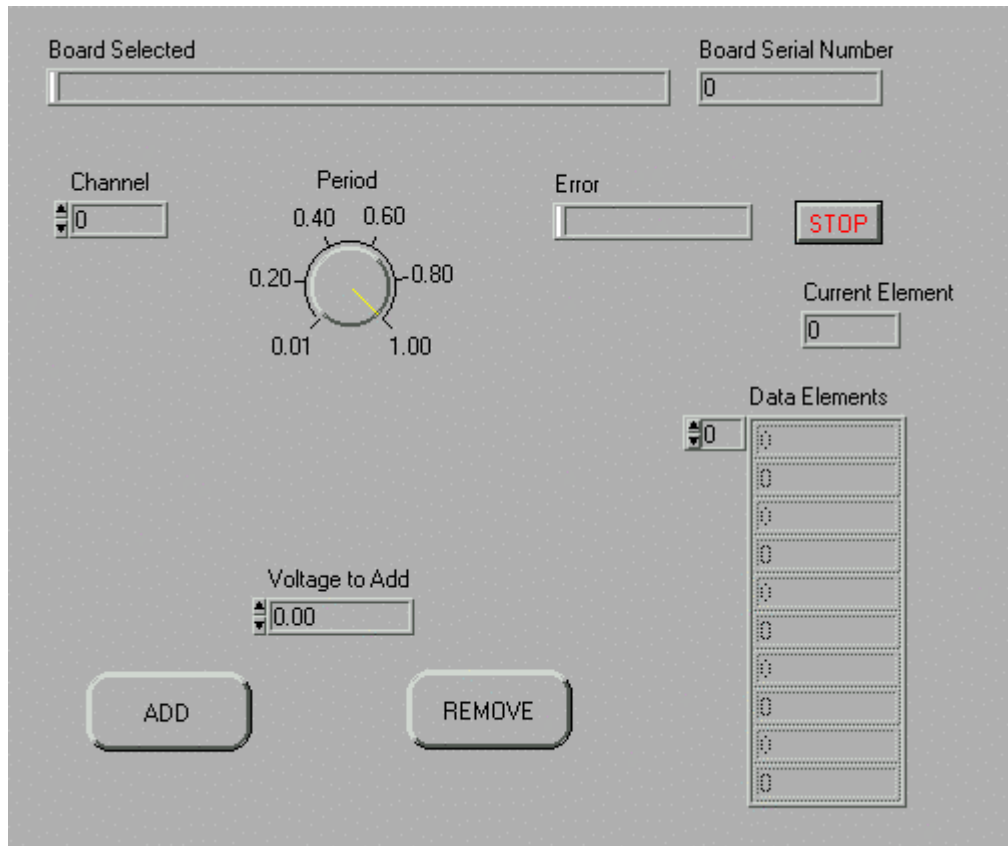 Board Selected
Board Serial Number
0
Channel
0
Period
0.01
0.20
0.40
0.60
0.80
1.00
Error
STOP
Current Element
0
Data Elements
0
0
0
0
0
0
0
0
0
0
0
Voltage to Add
0.00
ADD
REMOVE